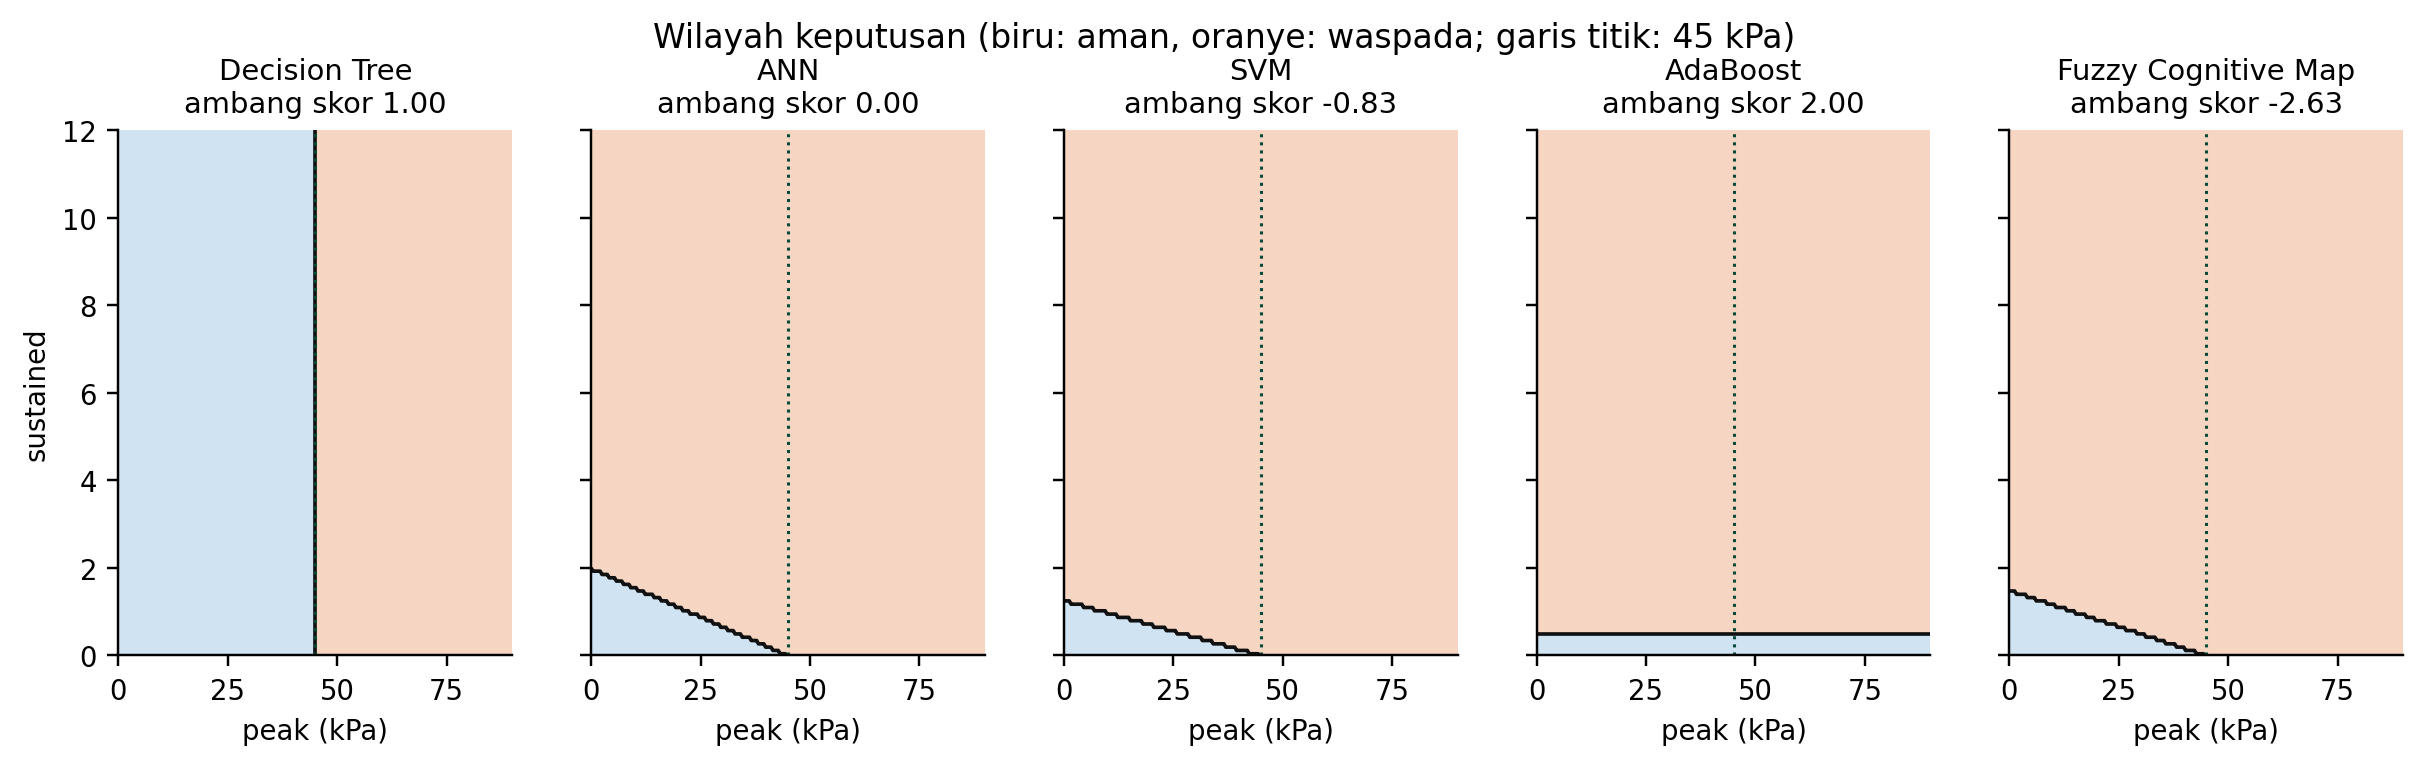 Wilayah keputusan (biru: aman, oranye: waspada; garis titik: 45 kPa)
Decision Tree
ambang skor 1.00
ANN
ambang skor 0.00
SVM
ambang skor -0.83
AdaBoost
ambang skor 2.00
Fuzzy Cognitive Map
ambang skor -2.63
sustained
12
10
8
6
4
2
0
0 25 50 75
peak (kPa)
0 25 50 75
peak (kPa)
0 25 50 75
peak (kPa)
0 25 50 75
peak (kPa)
0 25 50 75
peak (kPa)